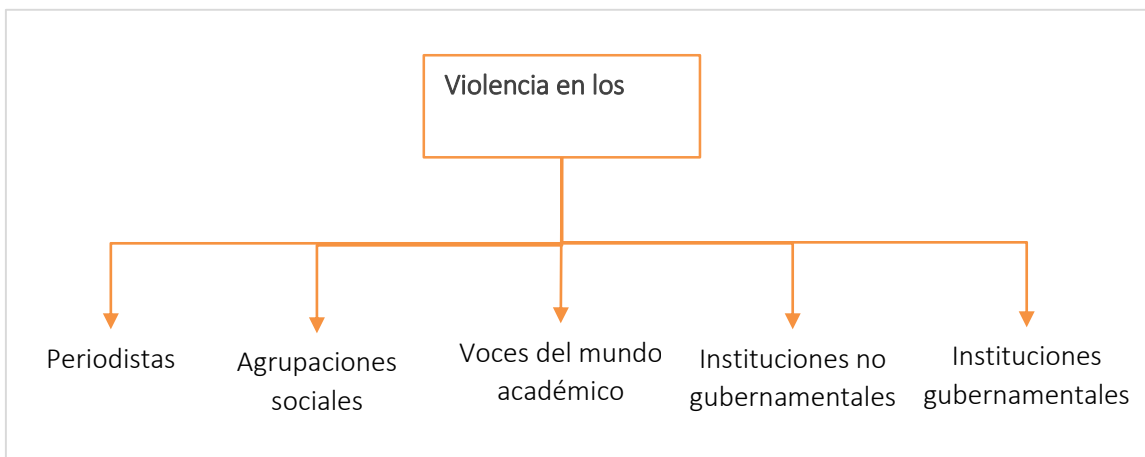 Violencia en los
Periodistas
Agrupaciones
sociales
Voces del mundo
académico
Instituciones no
gubernamentales
Instituciones
gubernamentales